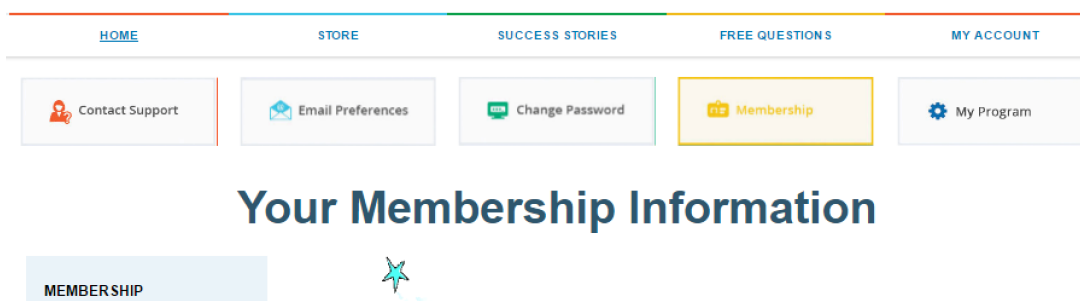 HOME STORE SUCCESS STORIES FREE QUESTIONS MY ACCOUNT
Contact Support Email Preferences Change Password Membership My Program
Your Membership Information
MEMBERSHIP